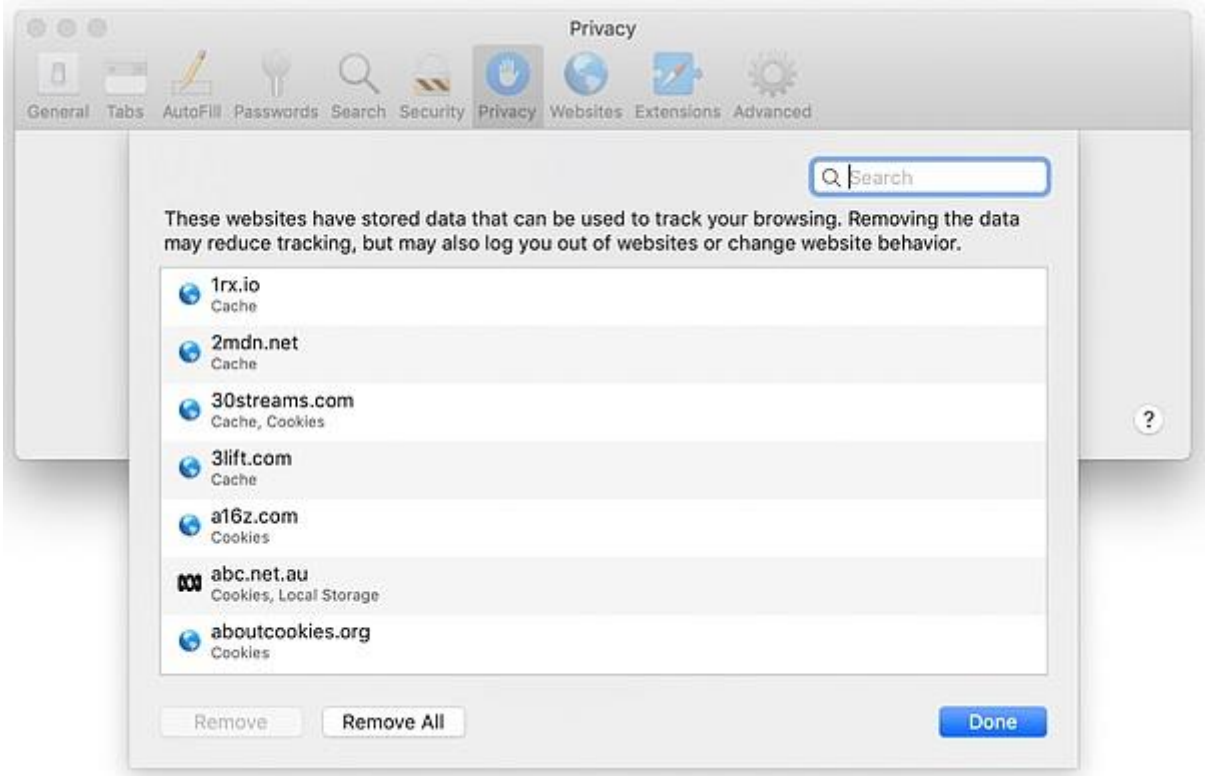 Privacy
General Tabs AutoFill Passwords Search Security Privacy Websites Extensions Advanced
Search
These websites have stored data that can be used to track your browsing. Removing the data
may reduce tracking, but may also log you out of websites or change website behavior.
1rx.io
Cache
2mdn.net
Cache
30streams.com
Cache, Cookies
?
3lift.com
Cache
a16z.com
Cookies
abc.net.au
Cookies, Local Storage
aboutcookies.org
Cookies
Remove Remove All Done